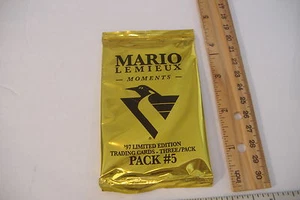 MARIO
LEMIEUX
— MOMENTS —
'97 LIMITED EDITION
TRADING CARDS - THREE/PACK
PACK #5